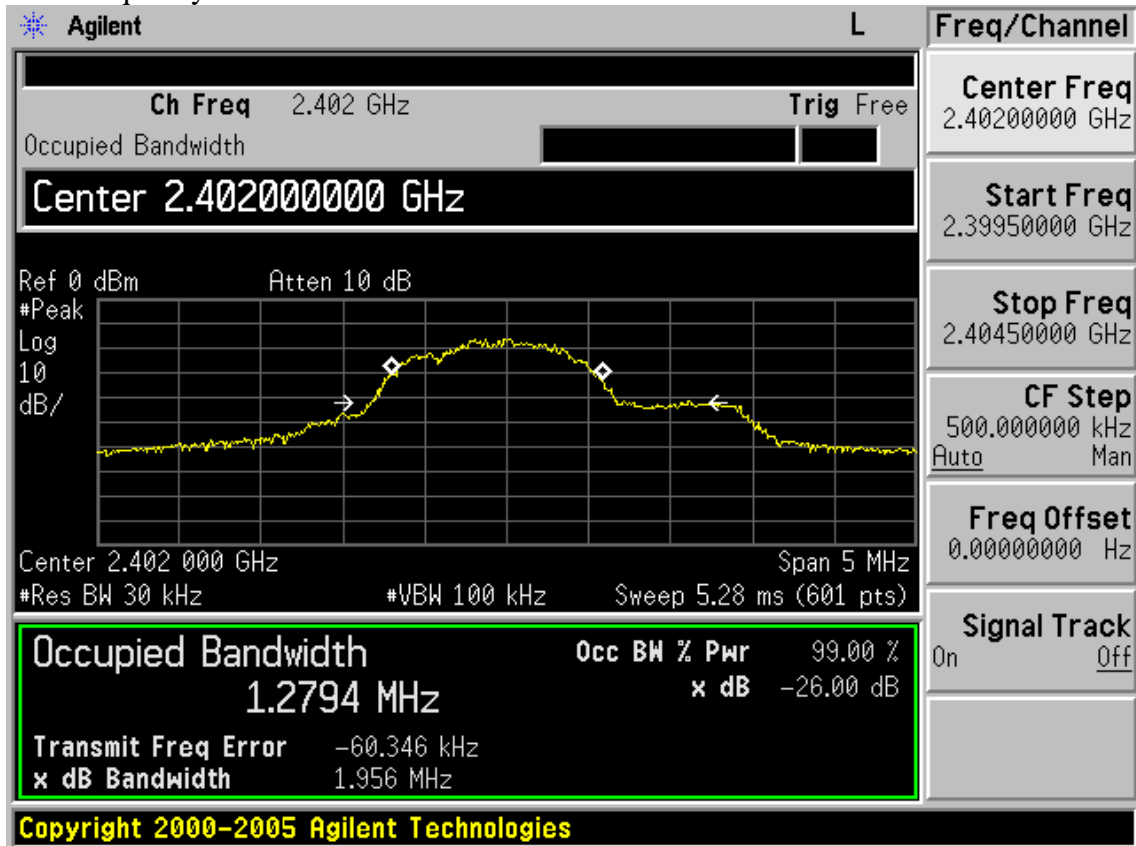 Agilent L Freq/Channel
Ch Freq 2.402 GHz Trig Free
Occupied Bandwidth
Center 2.402000000 GHz
Ref 0 dBm Atten 10 dB
#Peak
Log
10
dB/
Center 2.402 000 GHz Span 5 MHz
#Res BW 30 kHz #VBW 100 kHz Sweep 5.28 ms (601 pts)
Occupied Bandwidth Occ BW % Pwr 99.00 %
1.2794 MHz x dB -26.00 dB
Transmit Freq Error -60.346 kHz
x dB Bandwidth 1.956 MHz
Copyright 2000-2005 Agilent Technologies
Center Freq
2.40200000 GHz
Start Freq
2.39950000 GHz
Stop Freq
2.40450000 GHz
CF Step
500.000000 kHz
Auto Man
Freq Offset
0.00000000 Hz
Signal Track
On Off